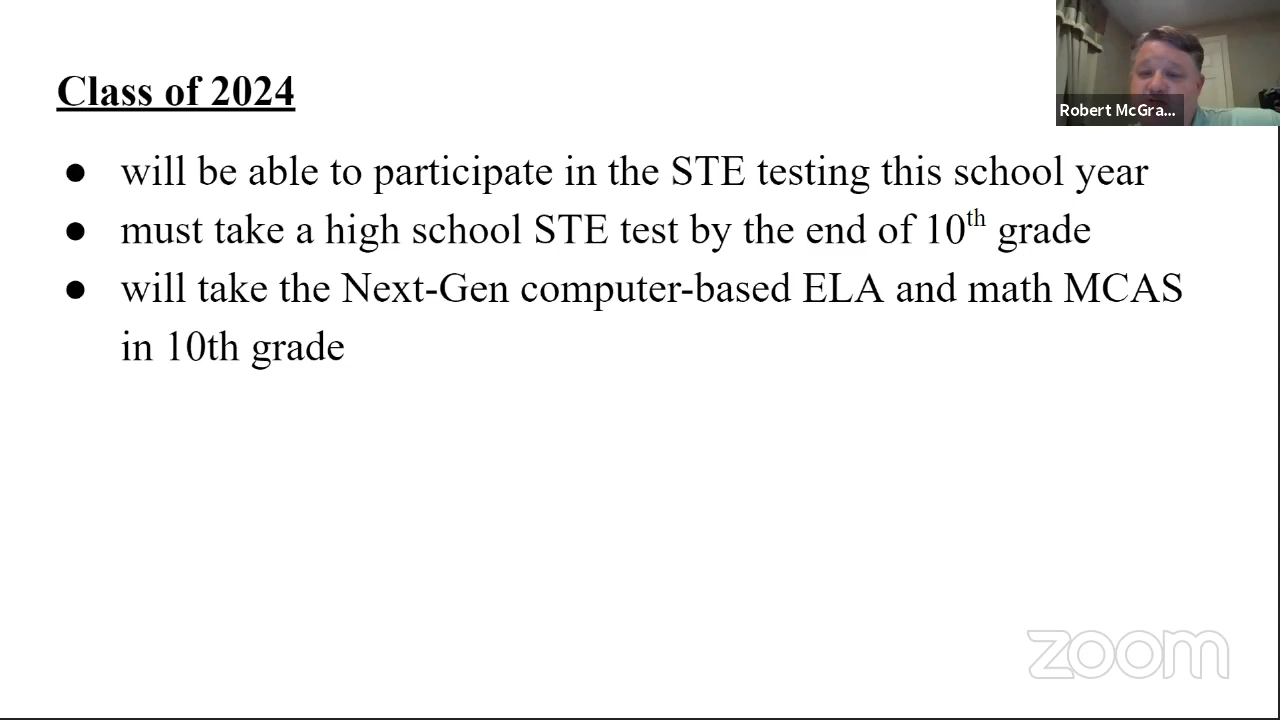 Class of 2024
Robert McGra...
● will be able to participate in the STE testing this school year
● must take a high school STE test by the end of 10th grade
● will take the Next-Gen computer-based ELA and math MCAS
in 10th grade
zoom